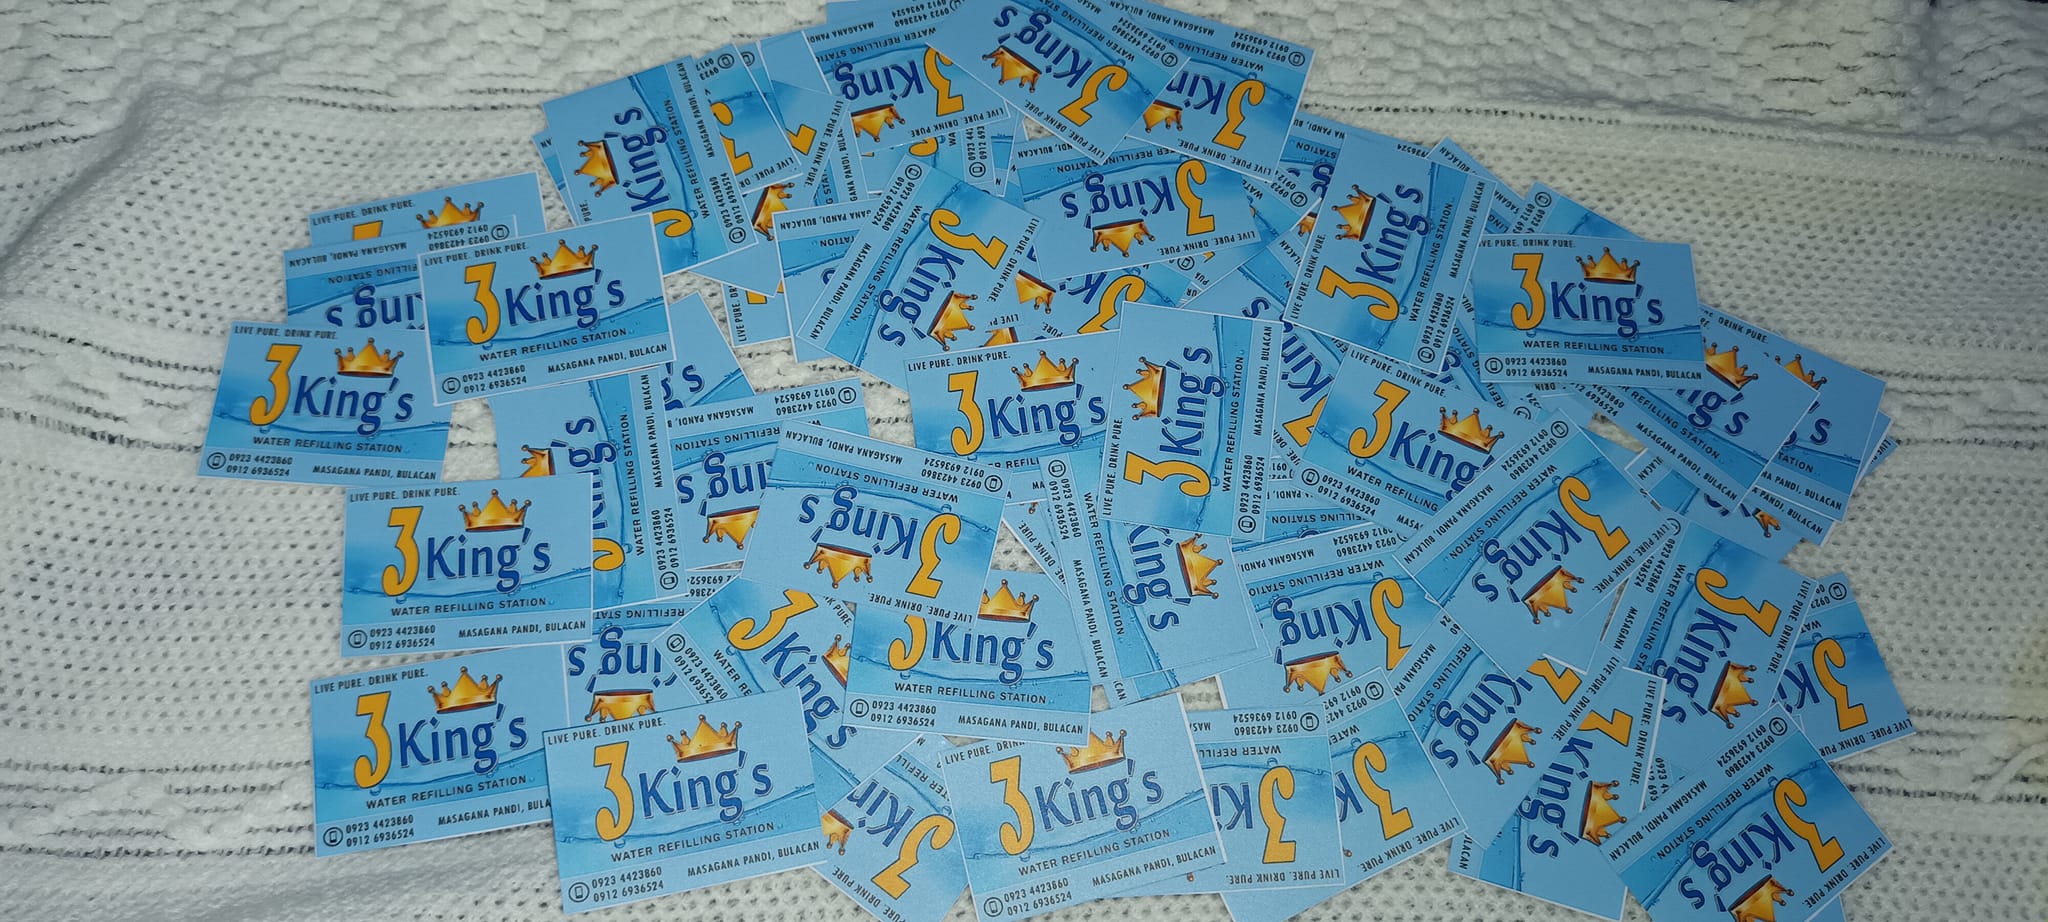 LIVE PURE. DRINK PURE.
3 King's
WATER REFILLING STATION
0923 4423860
0912 6936524
MASAGANA PANDI, BULACAN